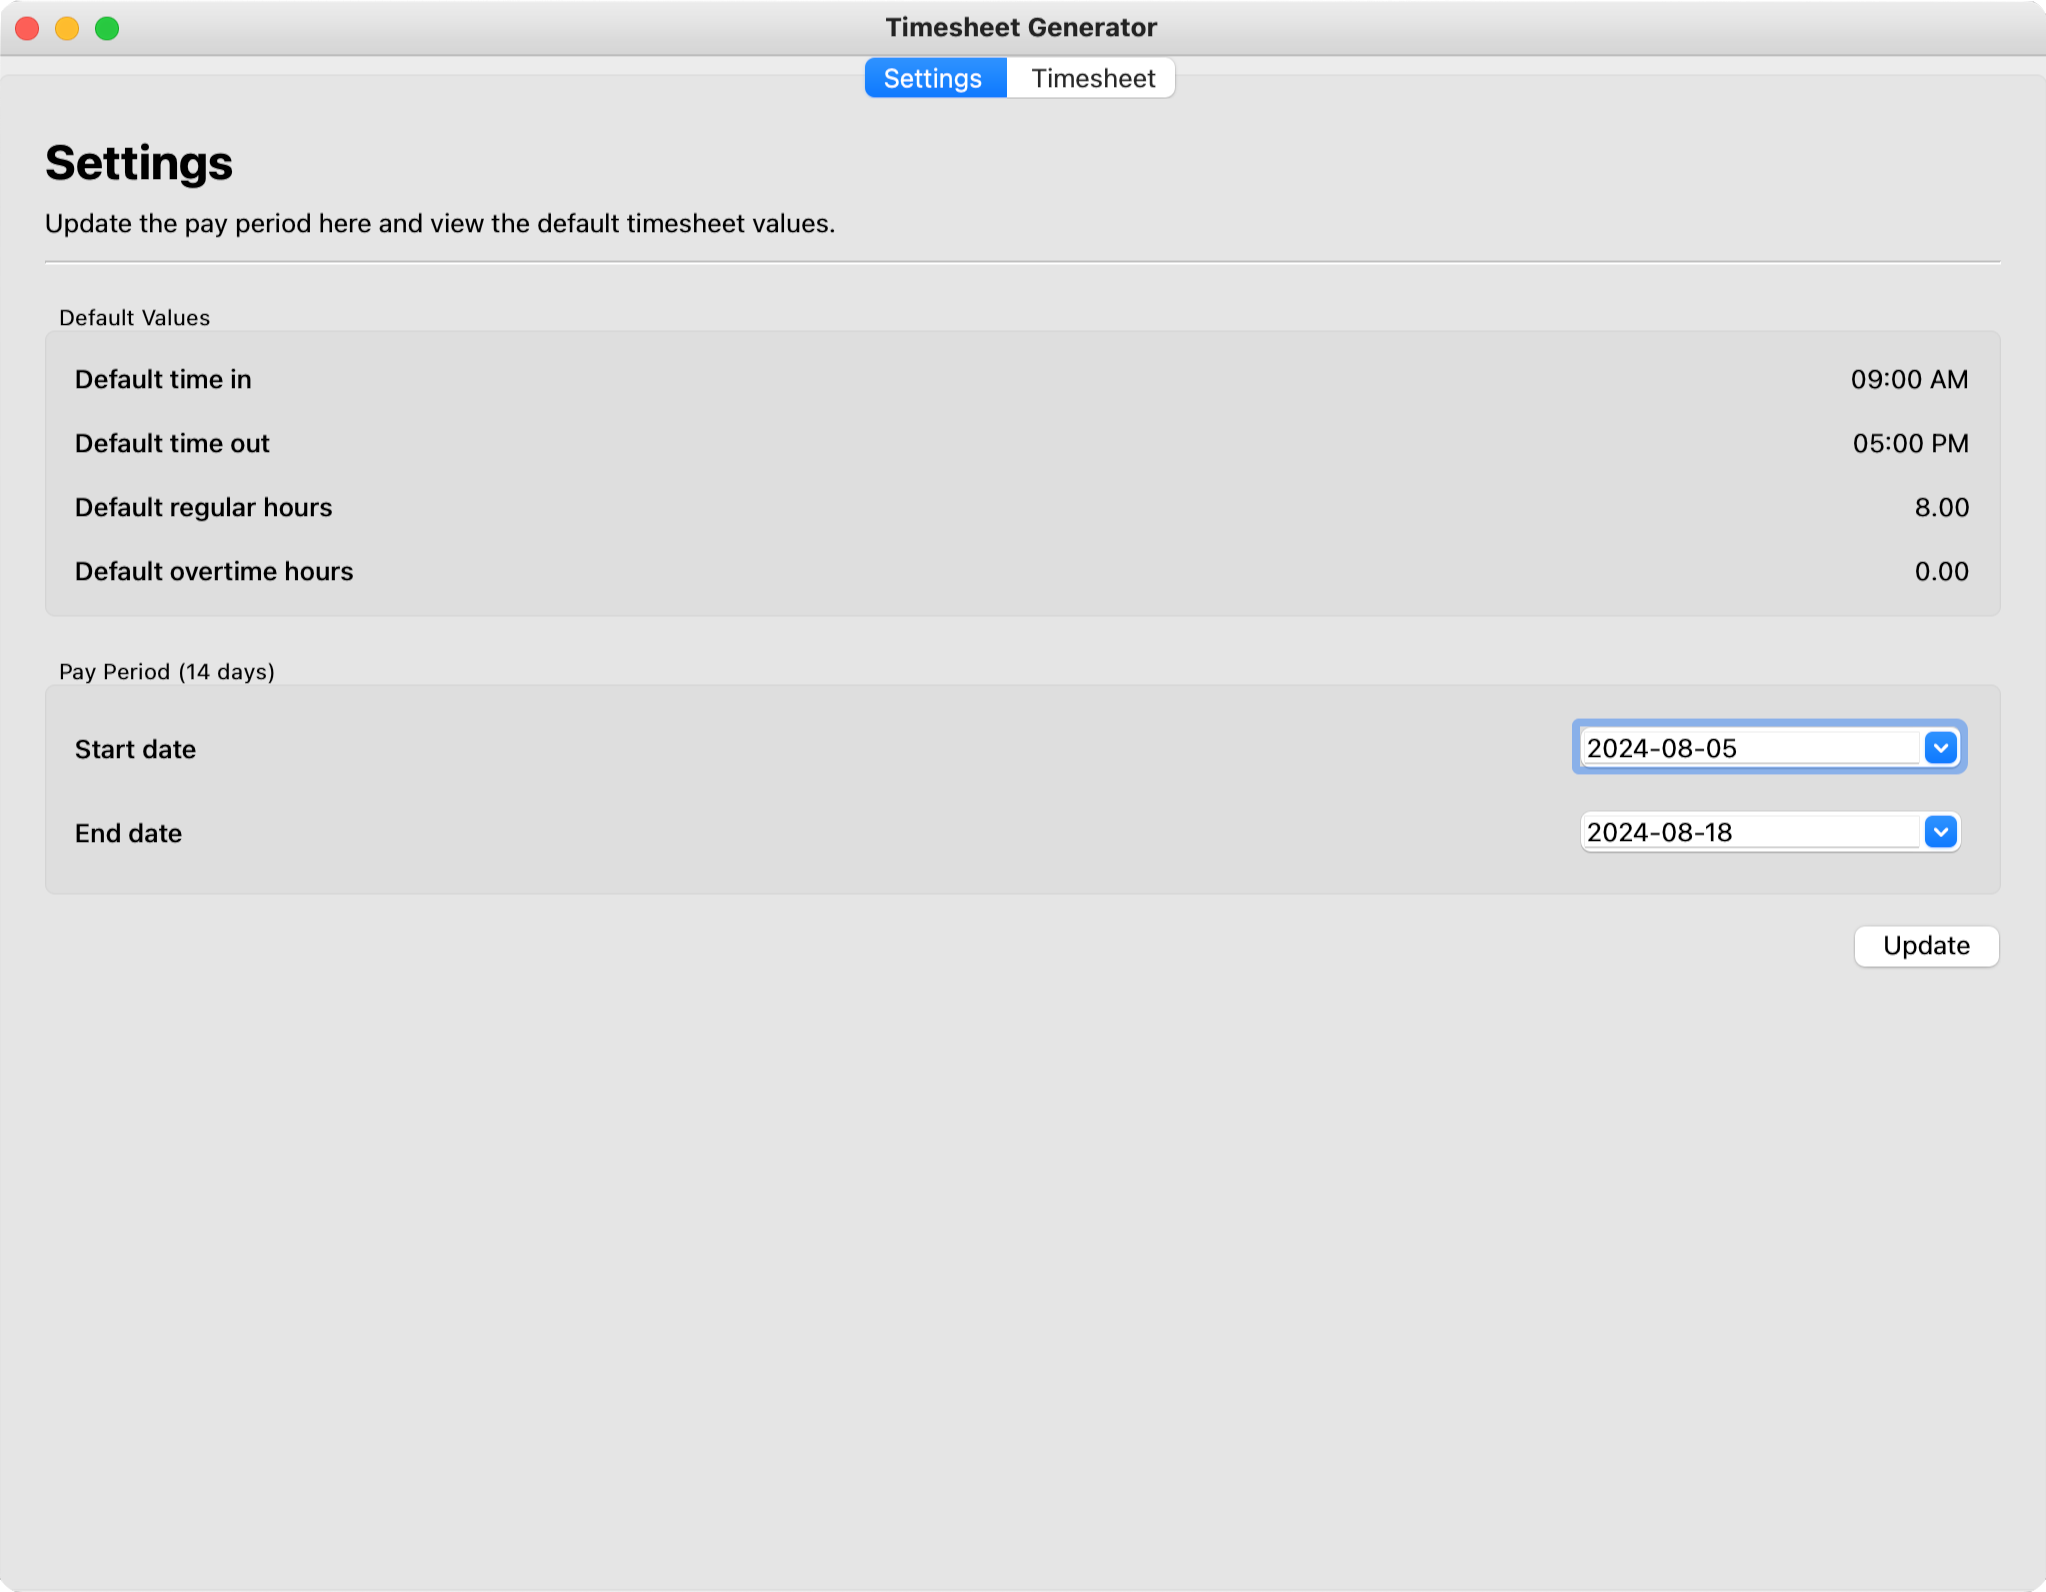 Timesheet Generator
Settings Timesheet
Settings
Update the pay period here and view the default timesheet values.
Default Values
Default time in 09:00 AM
Default time out 05:00 PM
Default regular hours 8.00
Default overtime hours 0.00
Pay Period (14 days)
Start date 2024-08-05
End date 2024-08-18
Update